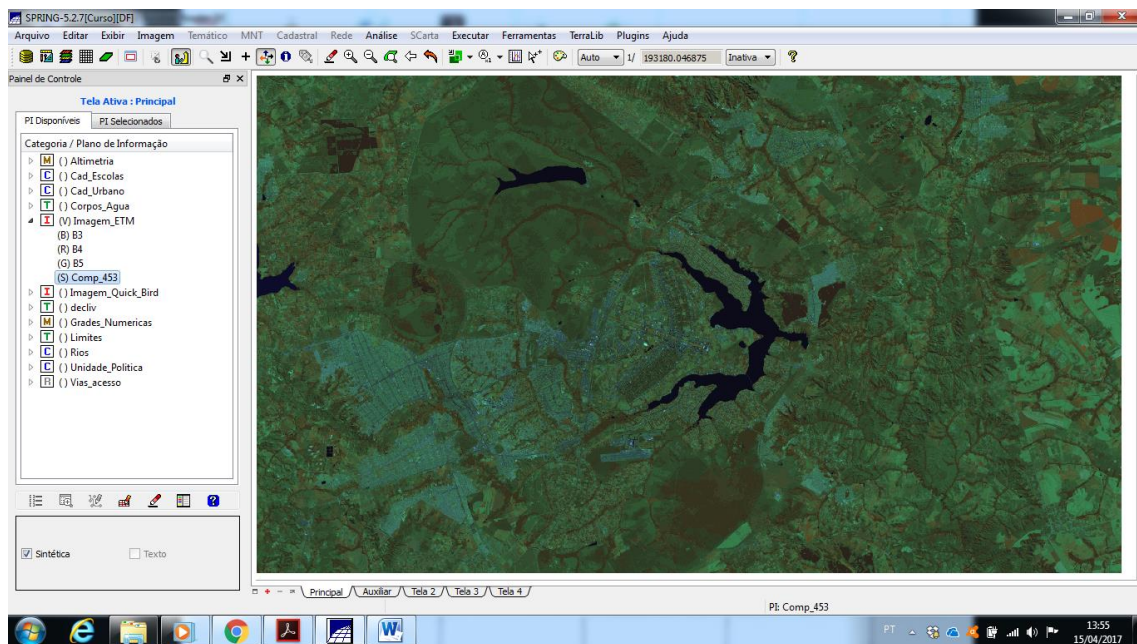 SPRING-5.2.7[Curso][DF]
Arquivo Editar Exibir Imagem Temático MNT Cadastral Rede Análise SCarta Executar Ferramentas TerraLib Plugins Ajuda
Auto 1/ 193180.046875 Inativa
Painel de Controle
Tela Ativa : Principal
PI Disponíveis PI Selecionados
Categoria / Plano de Informação
M () Altimetria
C () Cad_Escolas
C () Cad_Urbano
T () Corpos_Agua
I (V) Imagem_ETM
(B) B3
(R) B4
(G) B5
(S) Comp_453
I () Imagem_Quick_Bird
T () decliv
M () Grades_Numericas
T () Limites
C () Rios
C () Unidade_Politica
R () Vias_acesso
Sintética Texto
Principal Auxiliar Tela 2 Tela 3 Tela 4
PI: Comp_453
PT 13:55
15/04/2017